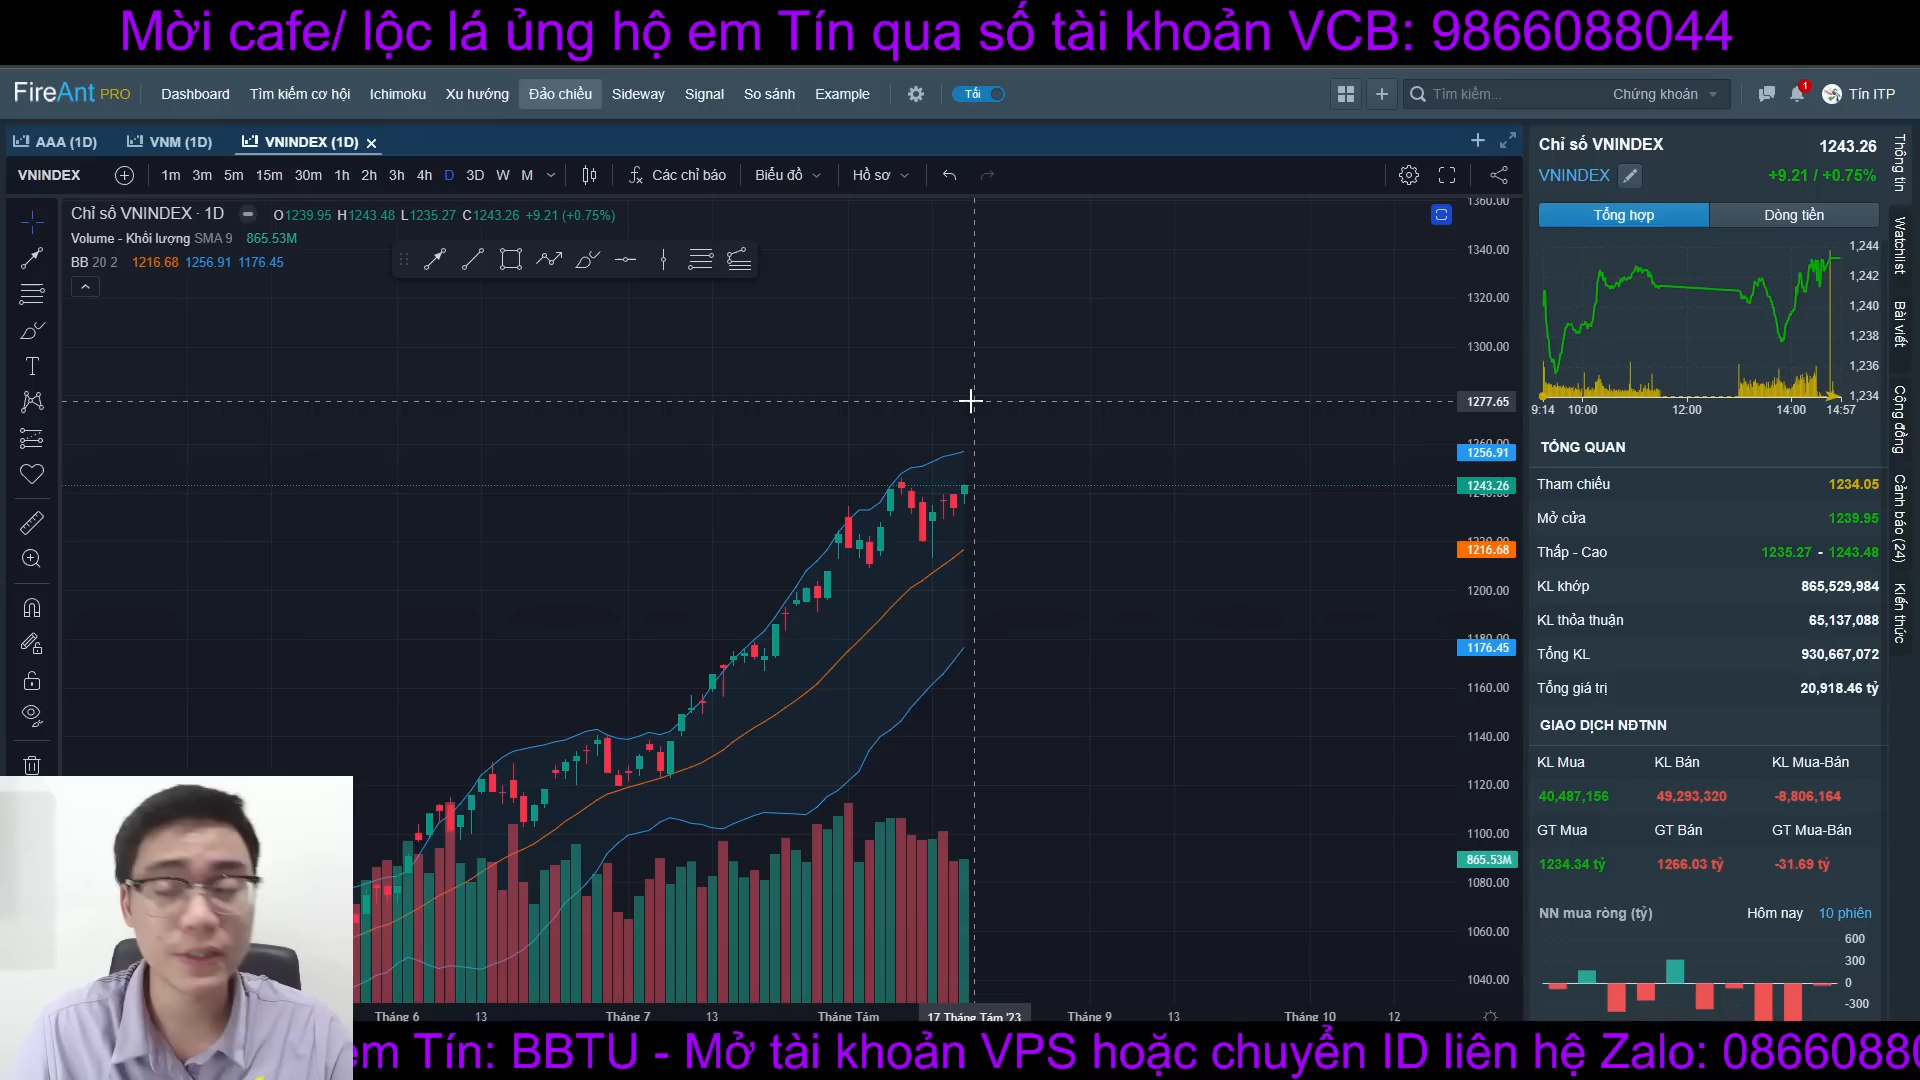 Mời cafe/ lộc lá ủng hộ em Tín qua số tài khoản VCB: 9866088044
FireAnt PRO
Dashboard Tìm kiếm cơ hội Ichimoku Xu hướng Đảo chiều Sideway Signal So sánh Example
Tối
Tìm kiếm... Chứng khoán
1
Tín ITP
AAA (1D) VNM (1D) VNINDEX (1D)
VNINDEX 1m 3m 5m 15m 30m 1h 2h 3h 4h D 3D W M Các chỉ báo Biểu đồ Hồ sơ
Chỉ số VNINDEX · 1D O1239.95 H1243.48 L1235.27 C1243.26 +9.21 (+0.75%)
Volume - Khối lượng SMA 9 865.53M
BB 20 2 1216.68 1256.91 1176.45
1360.00
1340.00
1320.00
1300.00
1277.65
1260.00
1256.91
1243.26
1216.68
1200.00
1180.00
1176.45
1160.00
1140.00
1120.00
1100.00
865.53M
1080.00
1060.00
1040.00
Tháng 6 13 Tháng 7 13 Tháng Tám 17 Tháng Tám '23 Tháng 9 13 Tháng 10 12
Chỉ số VNINDEX 1243.26
VNINDEX +9.21 / +0.75%
Tổng hợp Dòng tiền
1,244
1,242
1,240
1,238
1,236
1,234
9:14 10:00 12:00 14:00 14:57
TỔNG QUAN
Tham chiếu 1234.05
Mở cửa 1239.95
Thấp - Cao 1235.27 - 1243.48
KL khớp 865,529,984
KL thỏa thuận 65,137,088
Tổng KL 930,667,072
Tổng giá trị 20,918.46 tỷ
GIAO DỊCH NĐTNN
KL Mua KL Bán KL Mua-Bán
40,487,156 49,293,320 -8,806,164
GT Mua GT Bán GT Mua-Bán
1234.34 tỷ 1266.03 tỷ -31.69 tỷ
NN mua ròng (tỷ) Hôm nay 10 phiên
600
300
0
-300
Thông tin
Watchlist
Bài viết
Cộng đồng
Cảnh báo (24)
Kiến thức
em Tín: BBTU - Mở tài khoản VPS hoặc chuyển ID liên hệ Zalo: 0866088